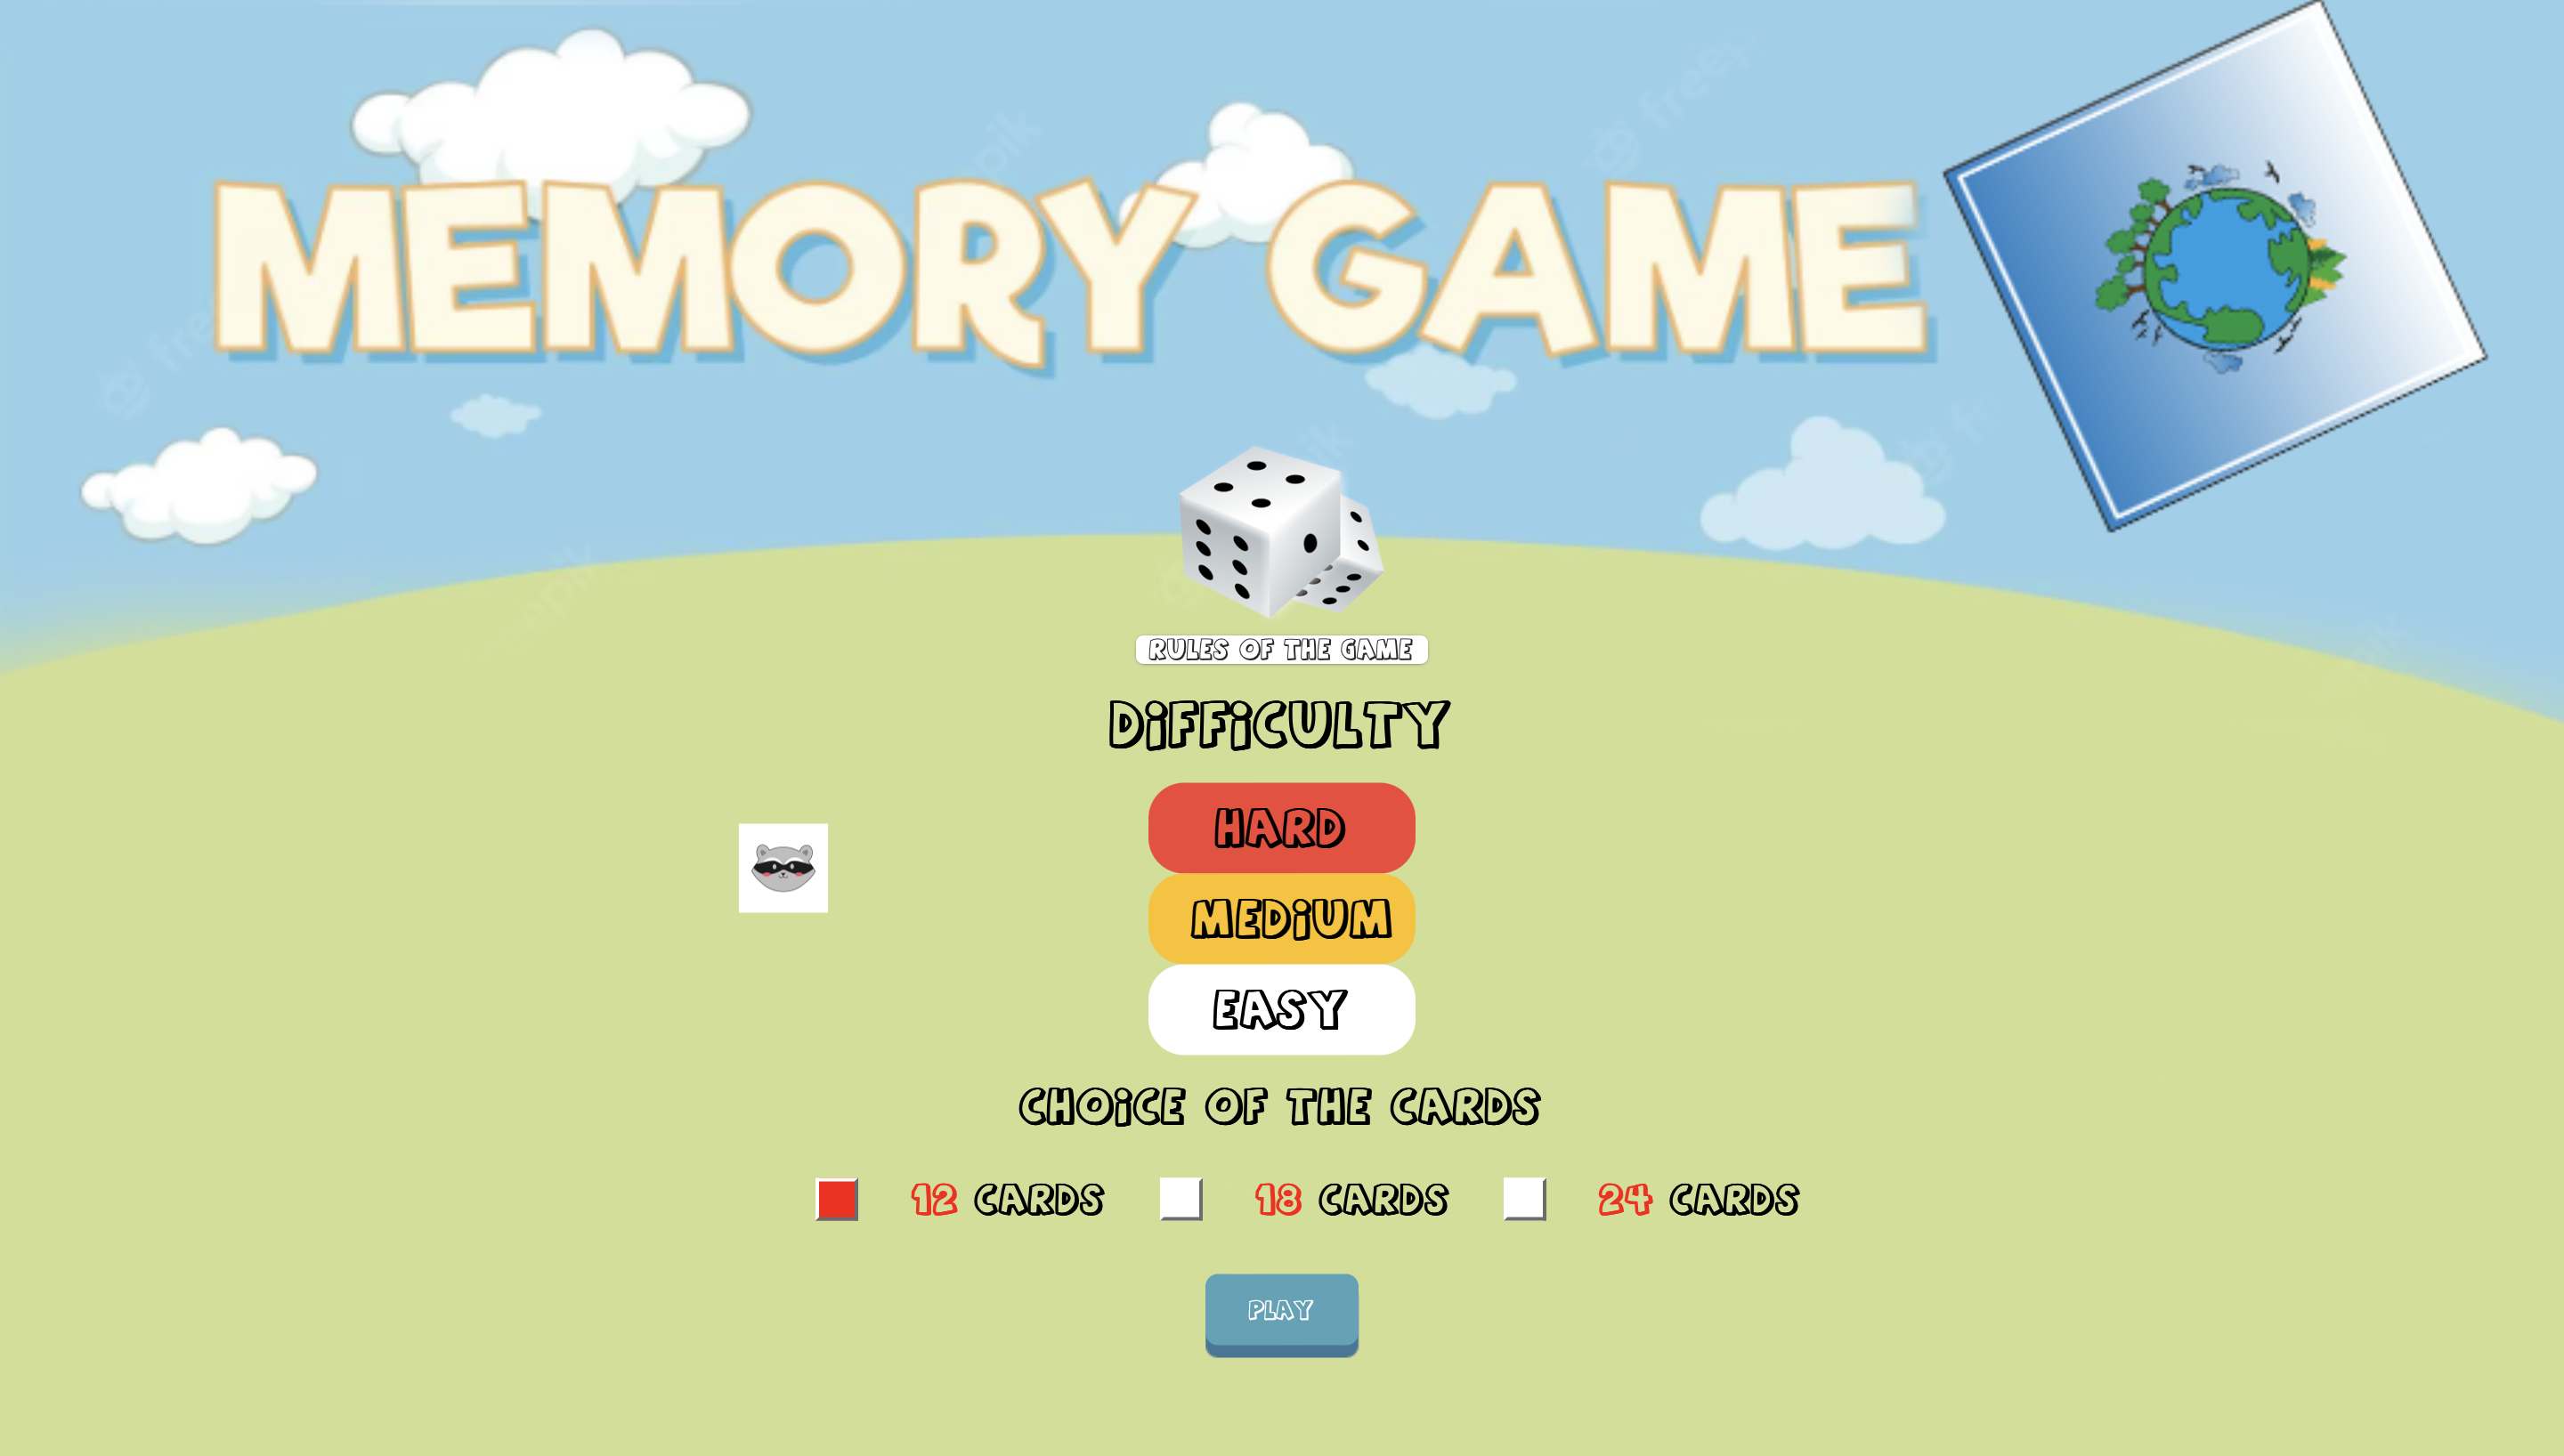 MEMORY GAME
RULES OF THE GAME
DiFFiCULTY
HARD
MEDiUM
EASY
CHOiCE OF THE CARDS
12 CARDS 18 CARDS 24 CARDS
PLAY